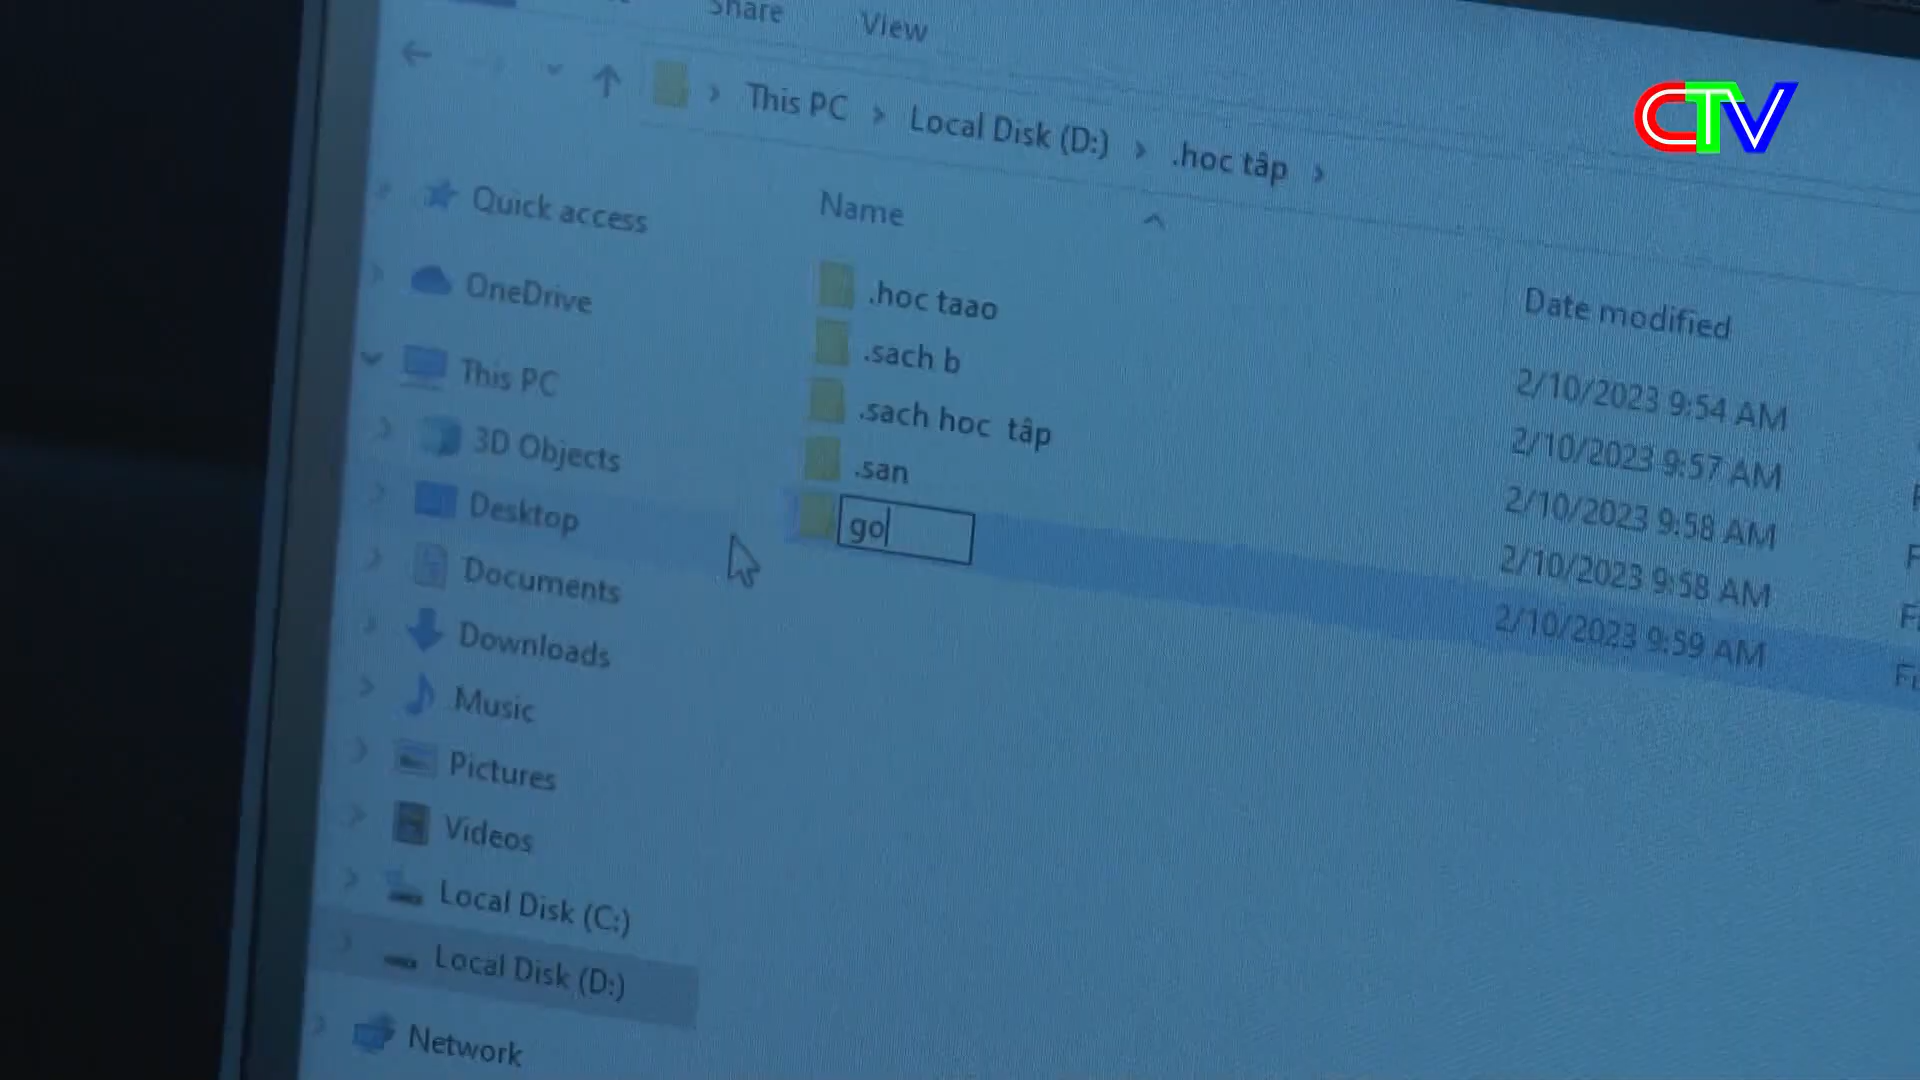 Share View
This PC > Local Disk (D:) > .hoc tâp >
CTV
Name
Date modified
.hoc taao
2/10/2023 9:54 AM
.sach b
2/10/2023 9:57 AM
.sach hoc tâp
2/10/2023 9:58 AM
.san
2/10/2023 9:58 AM
go
2/10/2023 9:59 AM
Quick access
OneDrive
This PC
3D Objects
Desktop
Documents
Downloads
Music
Pictures
Videos
Local Disk (C:)
Local Disk (D:)
Network